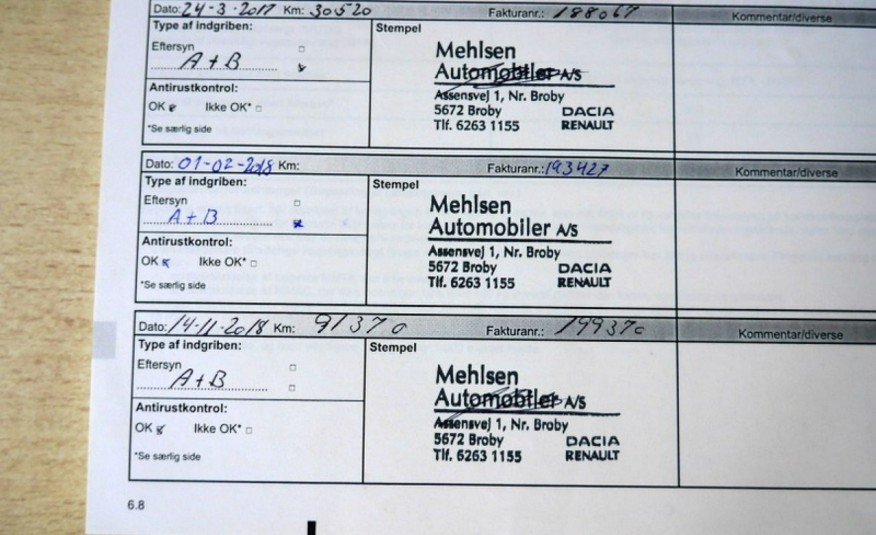 Dato: 24-3-2017 Km: 30520 Fakturanr.: 188067 Kommentar/diverse
Type af indgriben: Stempel
Eftersyn
A+B
Antirustkontrol:
OK Ikke OK*
*Se særlig side
Mehlsen
Automobiler A/S
Assensvej 1, Nr. Broby
5672 Broby DACIA
Tlf. 6263 1155 RENAULT
Dato: 01-02-2018 Km: Fakturanr.: 193427 Kommentar/diverse
Type af indgriben: Stempel
Eftersyn
A+B
Antirustkontrol:
OK Ikke OK*
*Se særlig side
Mehlsen
Automobiler A/S
Assensvej 1, Nr. Broby
5672 Broby DACIA
Tlf. 6263 1155 RENAULT
Dato: 14-11-2018 Km: 91370 Fakturanr.: 199370 Kommentar/diverse
Type af indgriben: Stempel
Eftersyn
A+B
Antirustkontrol:
OK Ikke OK*
*Se særlig side
Mehlsen
Automobiler A/S
Assensvej 1, Nr. Broby
5672 Broby DACIA
Tlf. 6263 1155 RENAULT
6.8